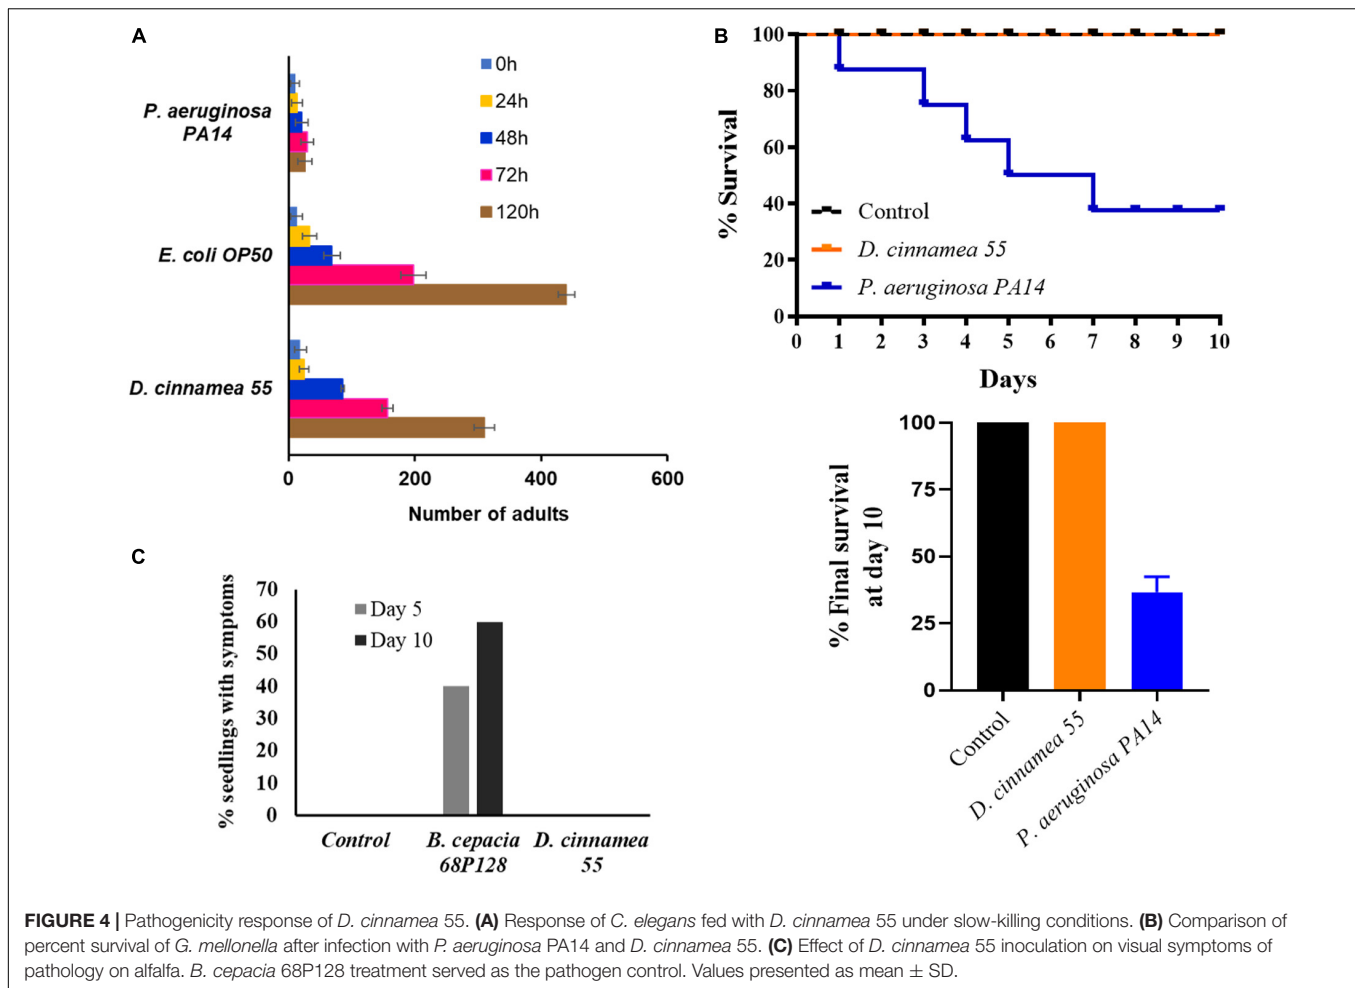 A
P. aeruginosa
PA14
E. coli OP50
D. cinnamea 55
0h
24h
48h
72h
120h
0
200
400
600
Number of adults
B
100
80
60
40
20
0
% Survival
Control
D. cinnamea 55
P. aeruginosa PA14
0 1 2 3 4 5 6 7 8 9 10
Days
100
75
50
25
0
% Final survival
at day 10
Control
D. cinnamea 55
P. aeruginosa PA14
C
70
60
50
40
30
20
10
0
% seedlings with symptoms
Day 5
Day 10
Control
B. cepacia
68P128
D. cinnamea
55
FIGURE 4 | Pathogenicity response of D. cinnamea 55. (A) Response of C. elegans fed with D. cinnamea 55 under slow-killing conditions. (B) Comparison of
percent survival of G. mellonella after infection with P. aeruginosa PA14 and D. cinnamea 55. (C) Effect of D. cinnamea 55 inoculation on visual symptoms of
pathology on alfalfa. B. cepacia 68P128 treatment served as the pathogen control. Values presented as mean ± SD.